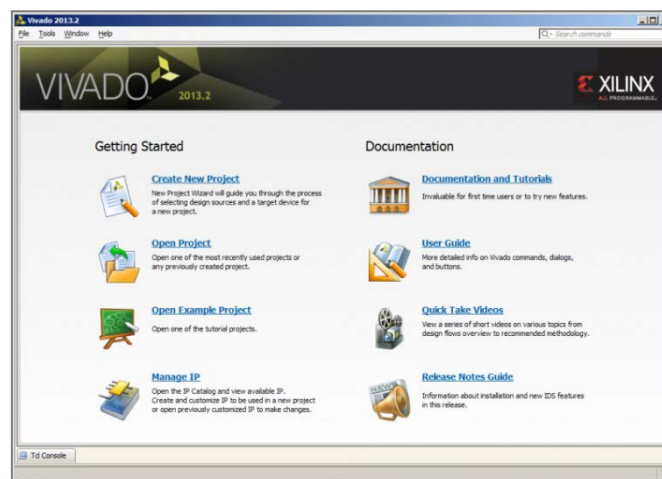 Vivado 2013.2
File Tools Window Help
Search commands
VIVADO
2013.2
XILINX
ALL PROGRAMMABLE
Getting Started
Create New Project
New Project Wizard will guide you through the process
of selecting design sources and a target device for
a new project.
Open Project
Open one of the most recently used projects or
any previously created project.
Open Example Project
Open one of the tutorial projects.
Manage IP
Open the IP Catalog and view available IP.
Create and customize IP to be used in a new project
or open previously customized IP to make changes.
Documentation
Documentation and Tutorials
Invaluable for first time users or to try new features.
User Guide
More detailed info on Vivado commands, dialogs,
and buttons.
Quick Take Videos
View a series of short videos on various topics from
design flows overview to recommended methodology.
Release Notes Guide
Information about installation and new IDS features
in this release.
Tcl Console